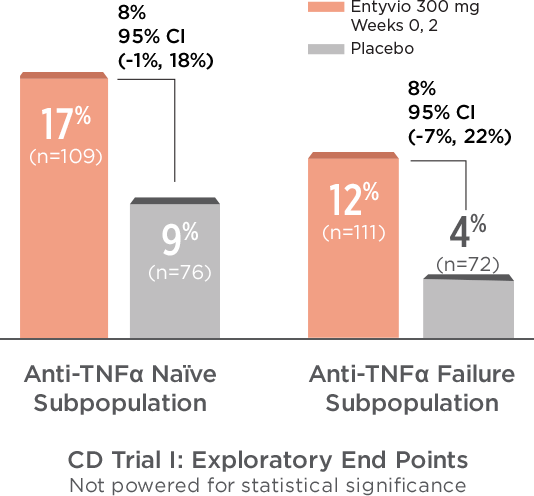 8%
95% CI
(-1%, 18%)
Entyvio 300 mg
Weeks 0, 2
Placebo
8%
95% CI
(-7%, 22%)
17%
(n=109)
9%
(n=76)
12%
(n=111)
4%
(n=72)
Anti-TNFα Naïve
Subpopulation
Anti-TNFα Failure
Subpopulation
CD Trial I: Exploratory End Points
Not powered for statistical significance